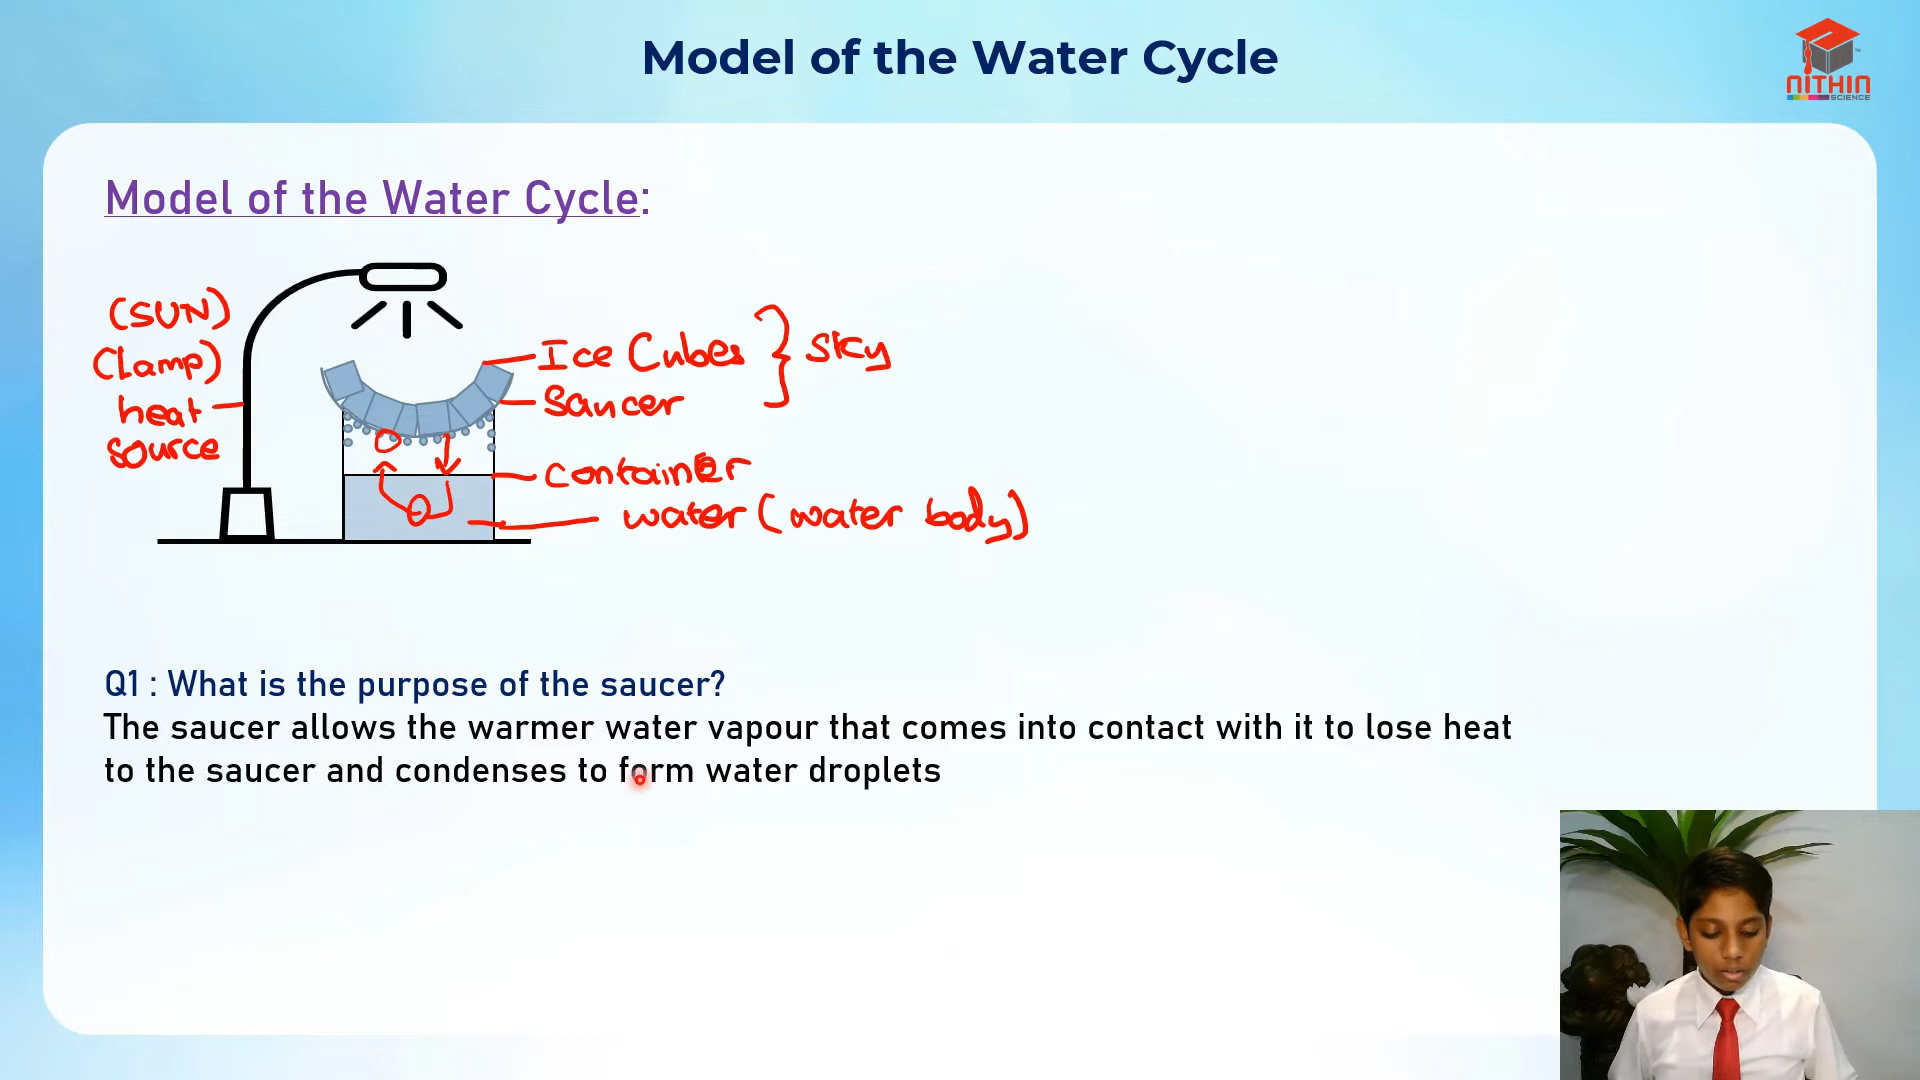 Model of the Water Cycle
NITHIN
SCIENCE
Model of the Water Cycle:
(SUN)
(Lamp)
heat
source
Ice Cubes } Sky
Saucer
ContainEr
water (water body)
Q1 : What is the purpose of the saucer?
The saucer allows the warmer water vapour that comes into contact with it to lose heat
to the saucer and condenses to form water droplets